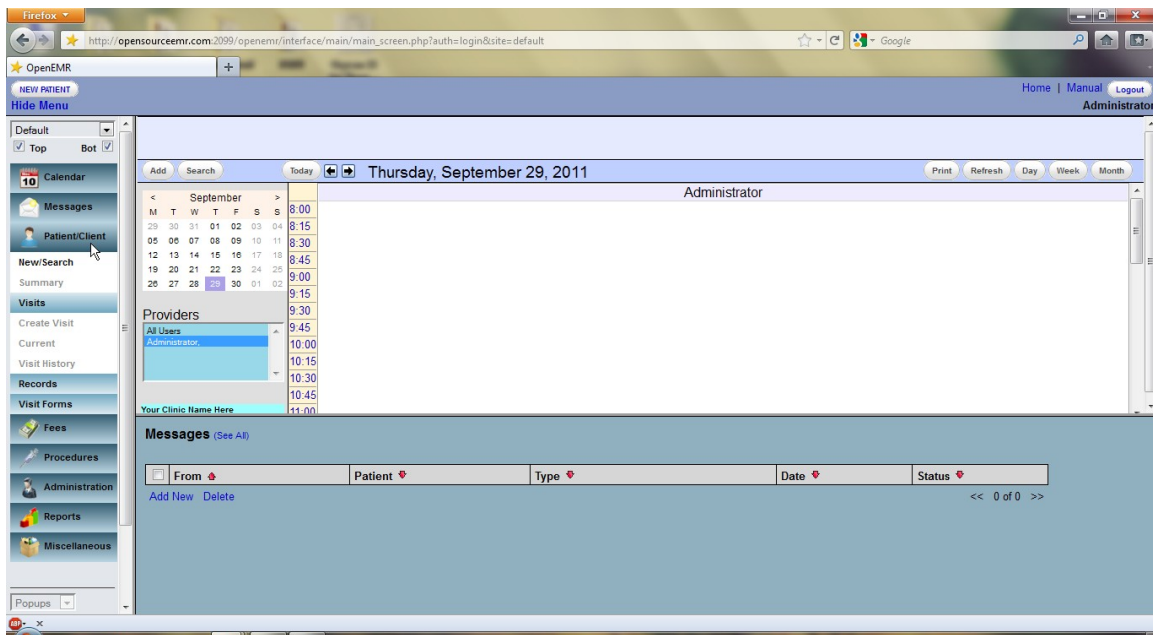 Firefox
http://opensourceemr.com:2099/openemr/interface/main/main_screen.php?auth=login&site=default
Google
OpenEMR
+
NEW PATIENT
Home | Manual Logout
Hide Menu
Administrator
Default
Top Bot
Calendar
Messages
Patient/Client
New/Search
Summary
Visits
Create Visit
Current
Visit History
Records
Visit Forms
Fees
Procedures
Administration
Reports
Miscellaneous
Popups
Add Search Today Thursday, September 29, 2011 Print Refresh Day Week Month
< September >
M T W T F S S
29 30 31 01 02 03 04
05 06 07 08 09 10 11
12 13 14 15 16 17 18
19 20 21 22 23 24 25
26 27 28 29 30 01 02
Providers
All Users
Administrator,
Your Clinic Name Here
Administrator
8:00
8:15
8:30
8:45
9:00
9:15
9:30
9:45
10:00
10:15
10:30
10:45
11:00
Messages (See All)
From Patient Type Date Status
Add New Delete << 0 of 0 >>
ABP x